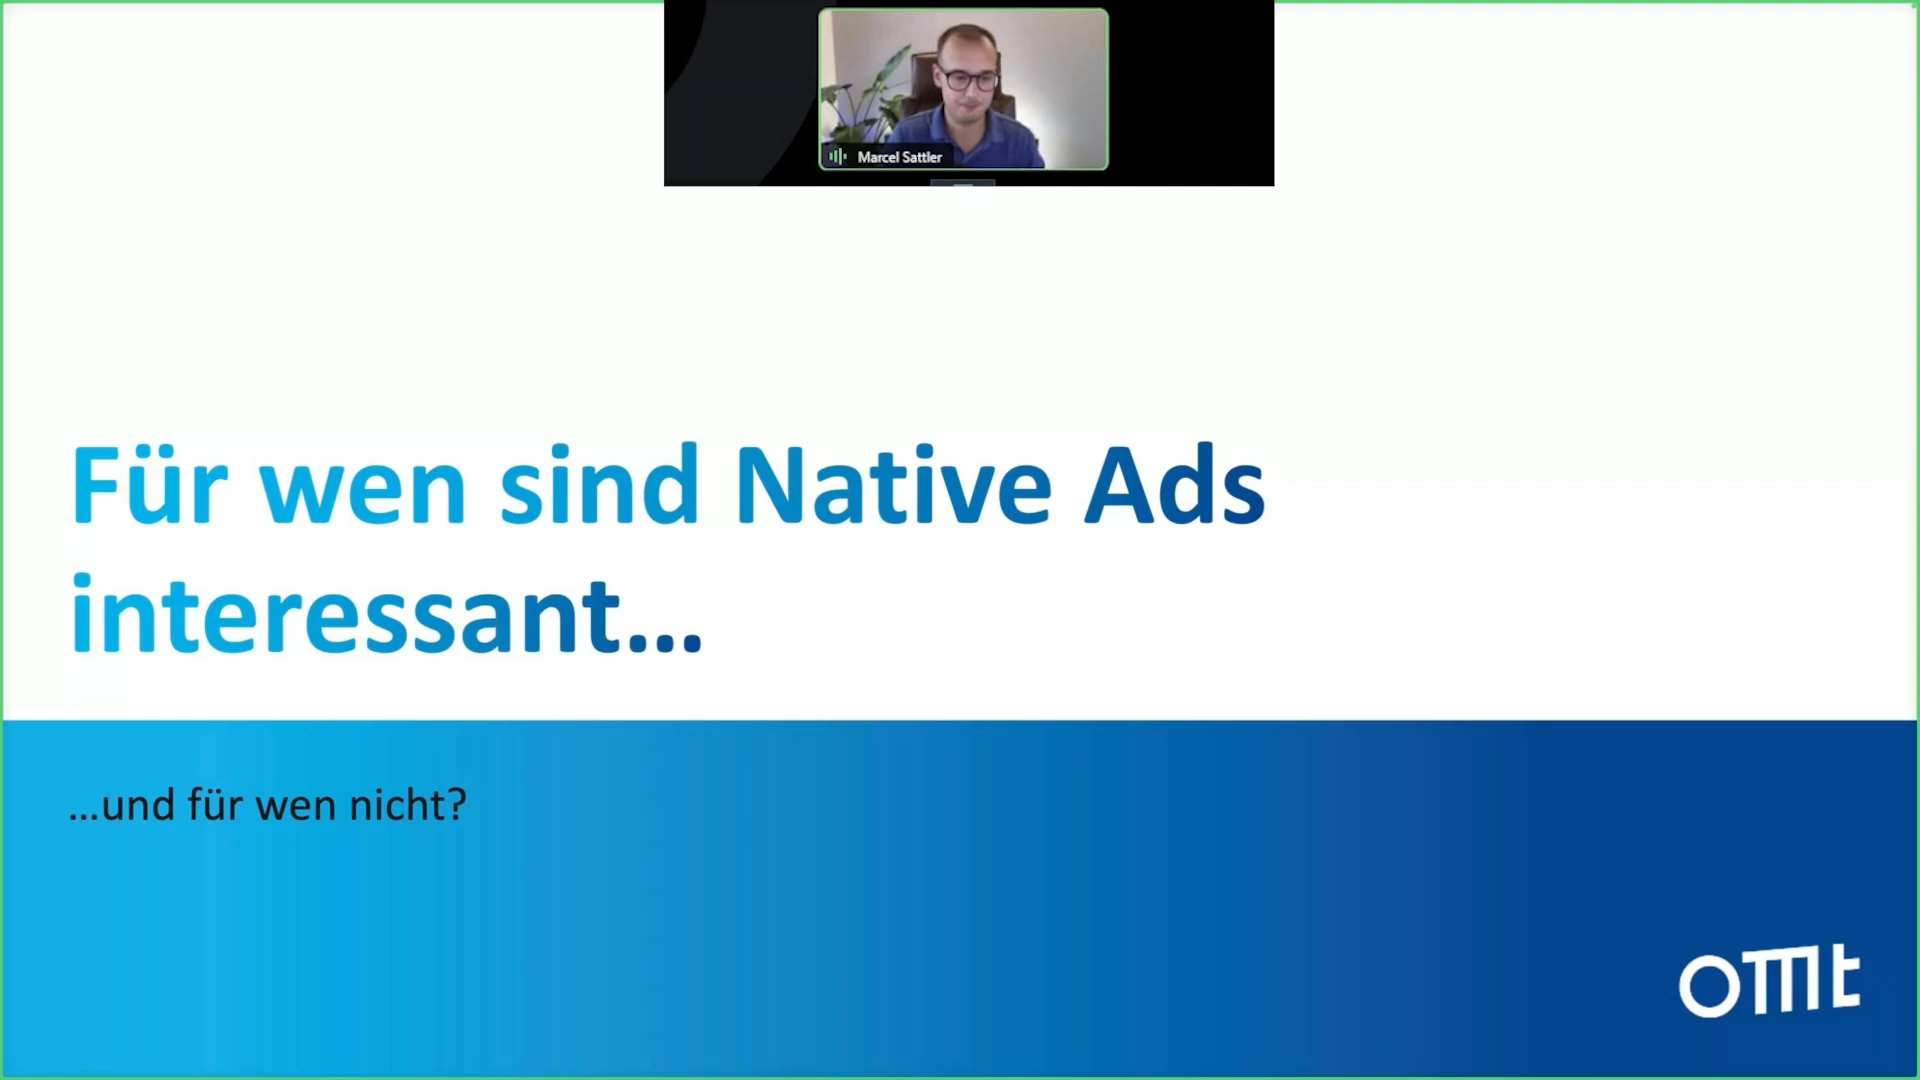 Marcel Sattler
Für wen sind Native Ads
interessant...
...und für wen nicht?
omt